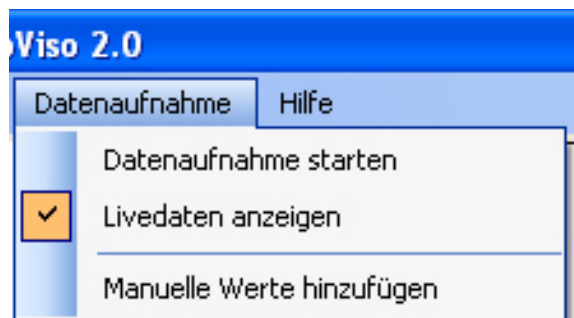 Viso 2.0
Datenaufnahme Hilfe
Datenaufnahme starten
Livedaten anzeigen
Manuelle Werte hinzufügen